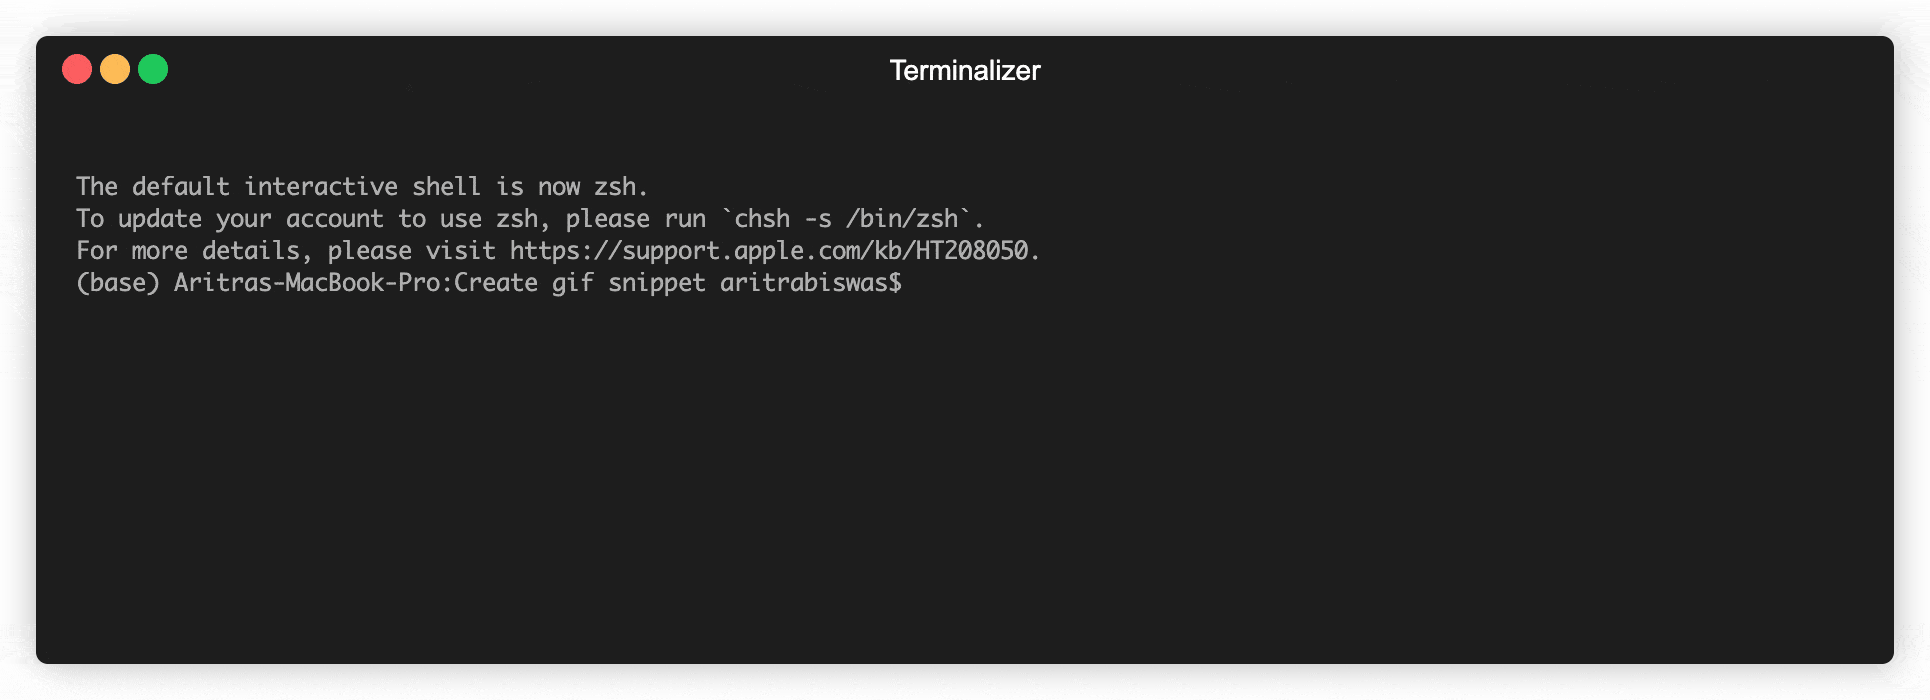 Terminalizer
The default interactive shell is now zsh.
To update your account to use zsh, please run `chsh -s /bin/zsh`.
For more details, please visit https://support.apple.com/kb/HT208050.
(base) Aritras-MacBook-Pro:Create gif snippet aritrabiswas$